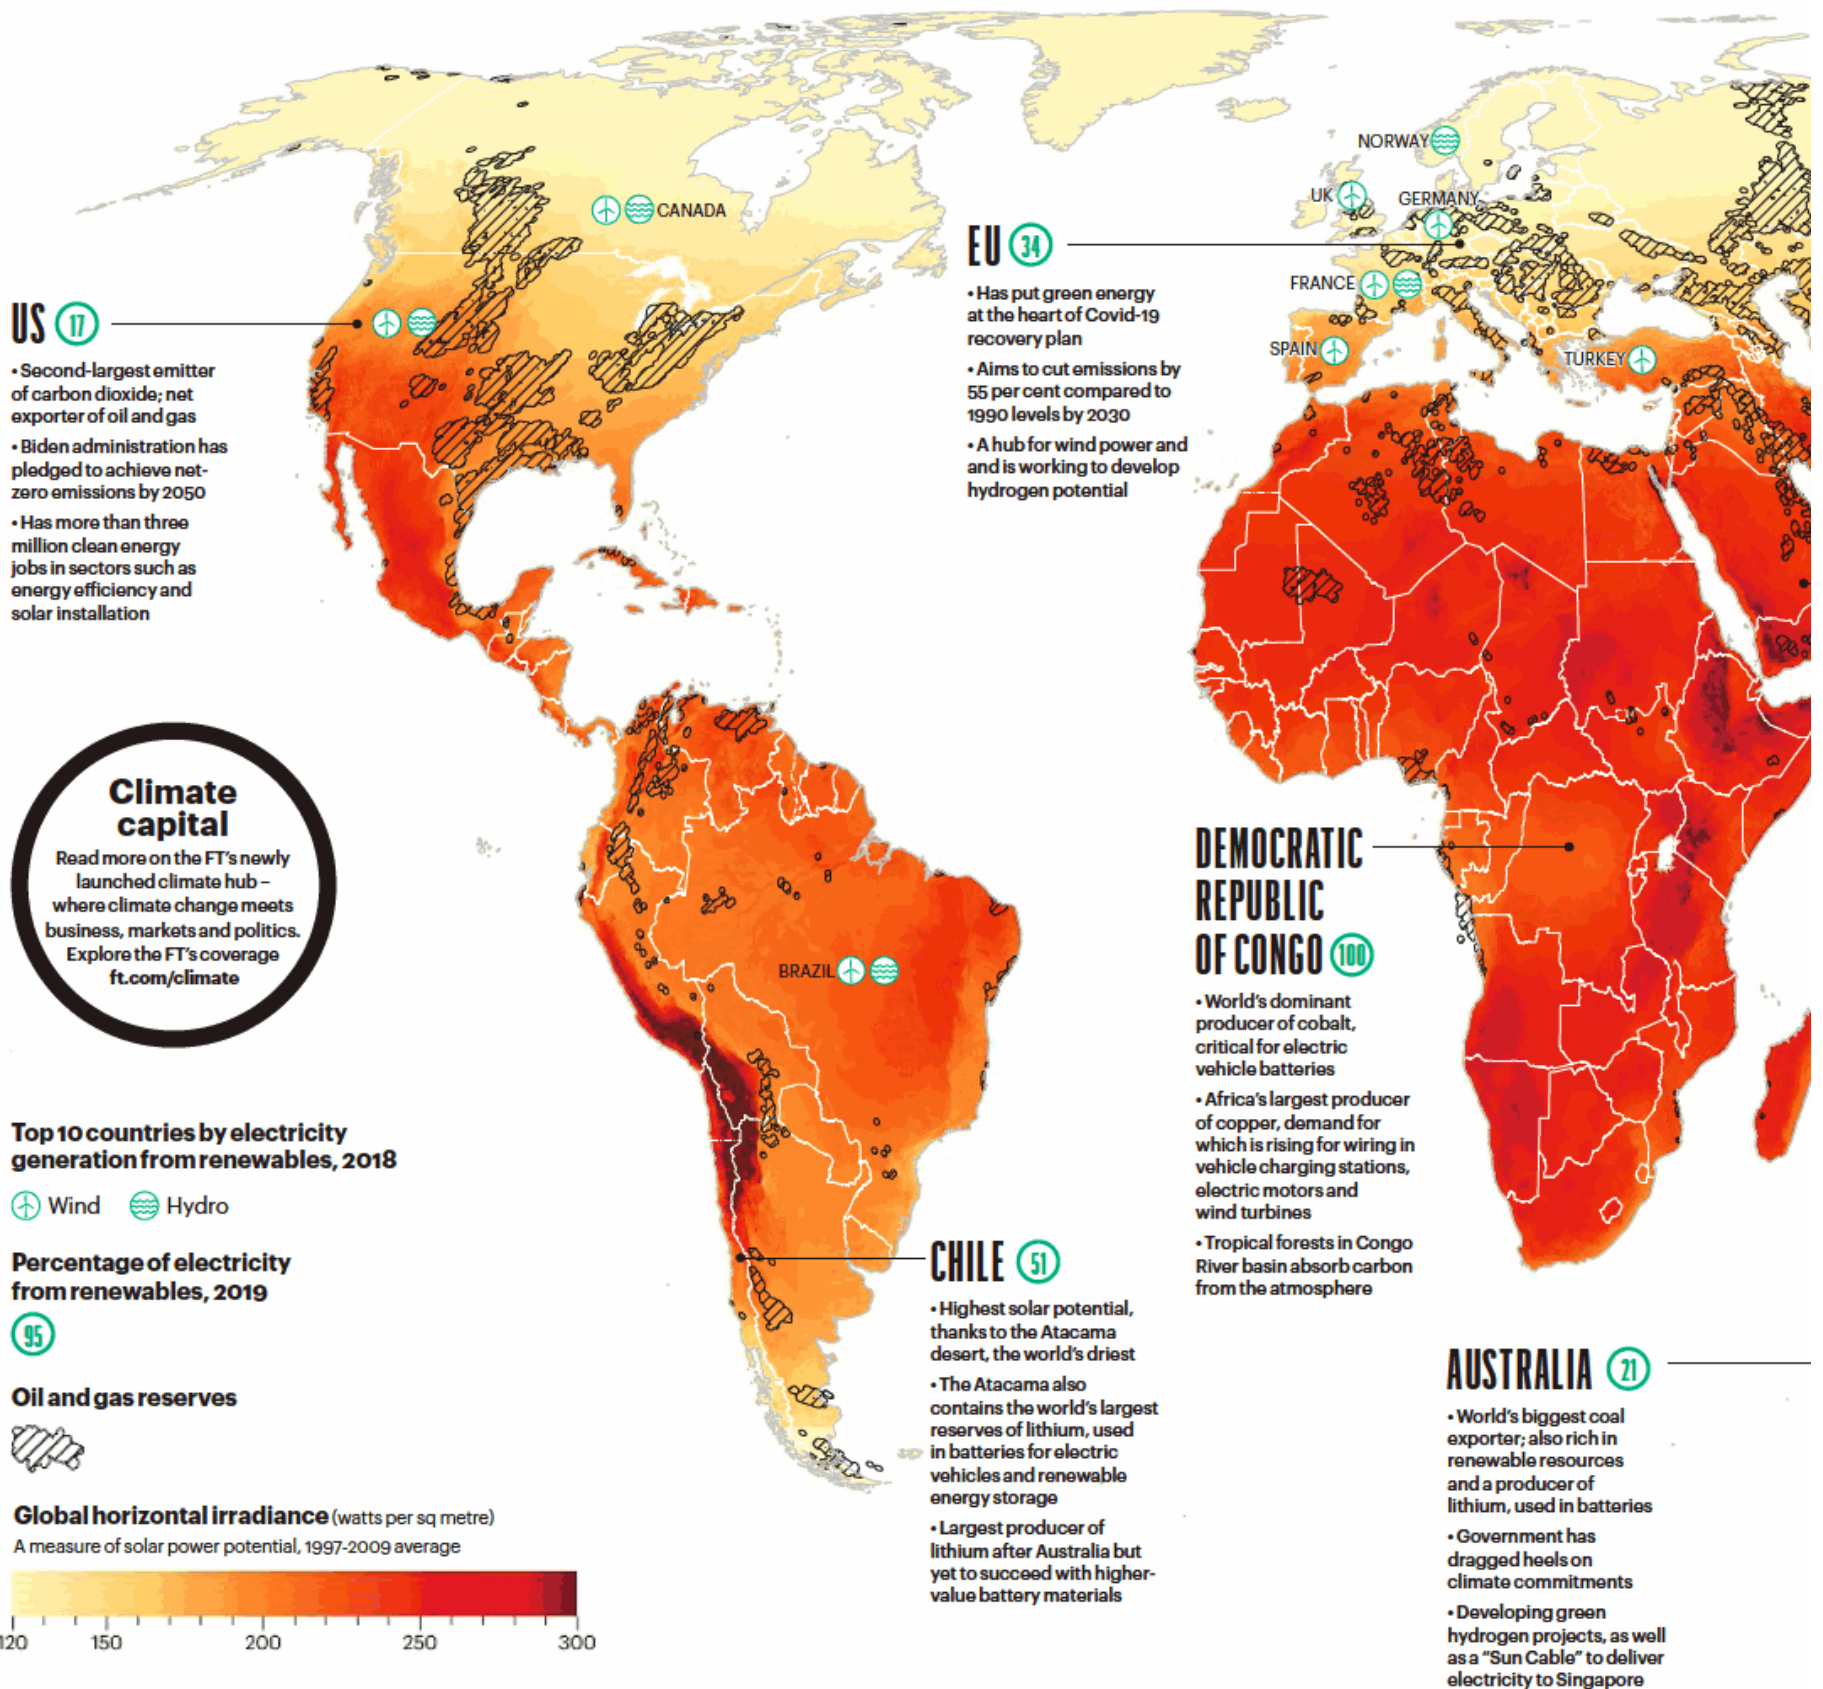 NORWAY
UK
GERMANY
CANADA
EU 34
• Has put green energy
at the heart of Covid-19
recovery plan
• Aims to cut emissions by
55 per cent compared to
1990 levels by 2030
• A hub for wind power and
and is working to develop
hydrogen potential
FRANCE
SPAIN
TURKEY
US 17
• Second-largest emitter
of carbon dioxide; net
exporter of oil and gas
• Biden administration has
pledged to achieve net-
zero emissions by 2050
• Has more than three
million clean energy
jobs in sectors such as
energy efficiency and
solar installation
Climate
capital
Read more on the FT's newly
launched climate hub –
where climate change meets
business, markets and politics.
Explore the FT's coverage
ft.com/climate
BRAZIL
DEMOCRATIC
REPUBLIC
OF CONGO 100
• World's dominant
producer of cobalt,
critical for electric
vehicle batteries
• Africa's largest producer
of copper, demand for
which is rising for wiring in
vehicle charging stations,
electric motors and
wind turbines
• Tropical forests in Congo
River basin absorb carbon
from the atmosphere
Top 10 countries by electricity
generation from renewables, 2018
Wind Hydro
Percentage of electricity
from renewables, 2019
95
Oil and gas reserves
Global horizontal irradiance (watts per sq metre)
A measure of solar power potential, 1997-2009 average
120 150 200 250 300
CHILE 51
• Highest solar potential,
thanks to the Atacama
desert, the world's driest
• The Atacama also
contains the world's largest
reserves of lithium, used
in batteries for electric
vehicles and renewable
energy storage
• Largest producer of
lithium after Australia but
yet to succeed with higher-
value battery materials
AUSTRALIA 21
• World's biggest coal
exporter; also rich in
renewable resources
and a producer of
lithium, used in batteries
• Government has
dragged heels on
climate commitments
• Developing green
hydrogen projects, as well
as a "Sun Cable" to deliver
electricity to Singapore